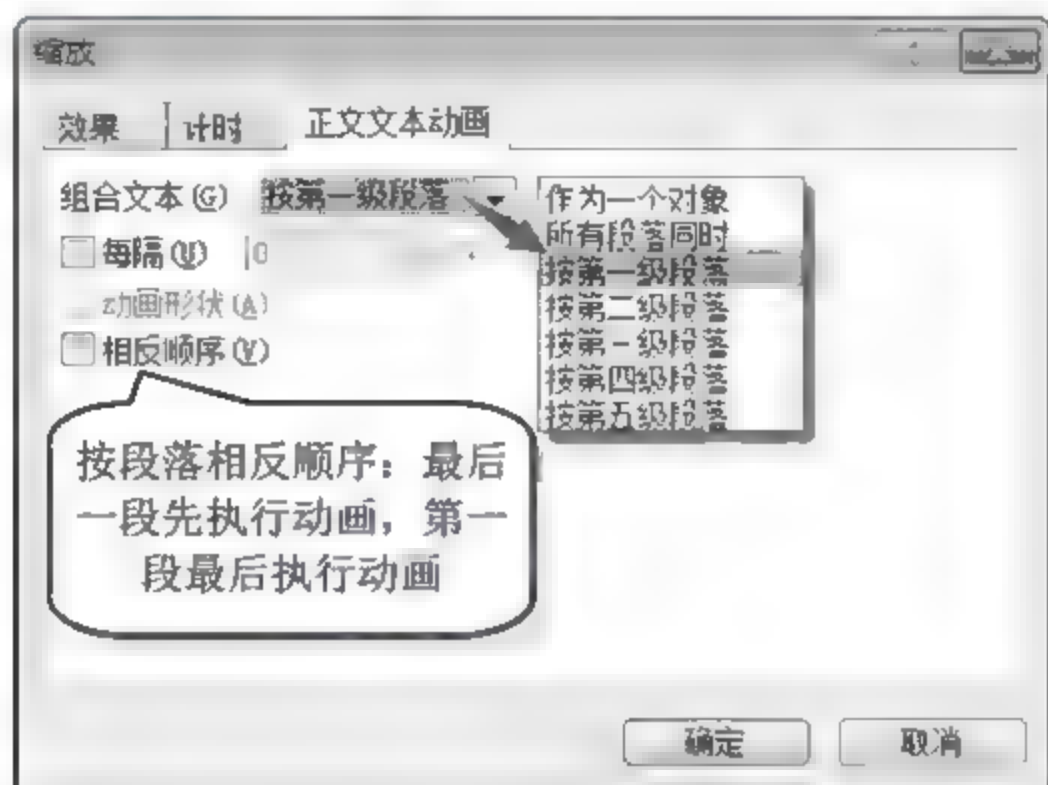 缩放
效果 计时 正文文本动画
组合文本(G) 按第一级段落
每隔(U) 0
动画形状(A)
相反顺序(V)
作为一个对象
所有段落同时
按第一级段落
按第二级段落
按第三级段落
按第四级段落
按第五级段落
按段落相反顺序：最后
一段先执行动画，第一
段最后执行动画
确定 取消